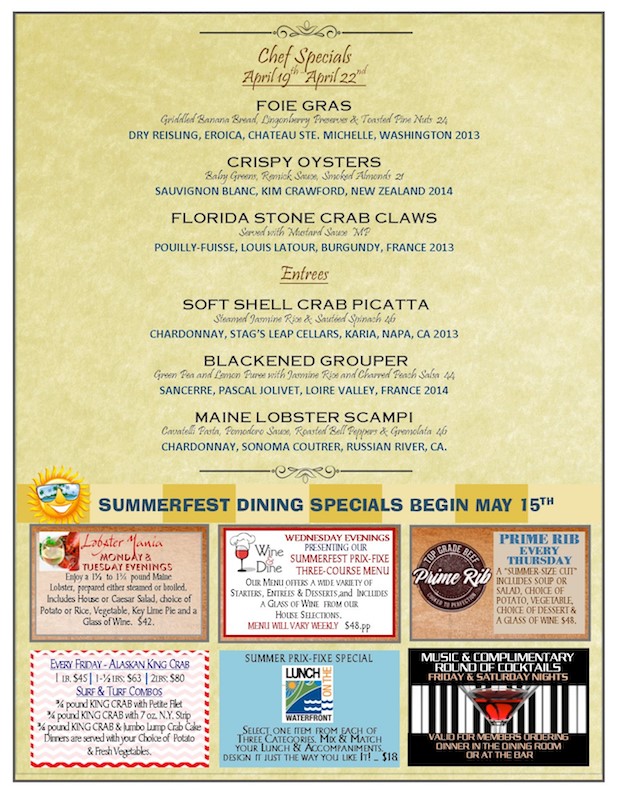 Chef Specials
April 19th - April 22nd
FOIE GRAS
Griddled Banana Bread, Lingonberry Preserves & Toasted Pine Nuts 24
DRY REISLING, EROICA, CHATEAU STE. MICHELLE, WASHINGTON 2013
CRISPY OYSTERS
Baby Greens, Remick Sauce, Smoked Almonds 21
SAUVIGNON BLANC, KIM CRAWFORD, NEW ZEALAND 2014
FLORIDA STONE CRAB CLAWS
Served with Mustard Sauce MP
POUILLY-FUISSE, LOUIS LATOUR, BURGUNDY, FRANCE 2013
Entrees
SOFT SHELL CRAB PICATTA
Steamed Jasmine Rice & Sautéed Spinach 46
CHARDONNAY, STAG'S LEAP CELLARS, KARIA, NAPA, CA 2013
BLACKENED GROUPER
Green Pea and Lemon Puree with Jasmine Rice and Charred Peach Salsa 44
SANCERRE, PASCAL JOLIVET, LOIRE VALLEY, FRANCE 2014
MAINE LOBSTER SCAMPI
Cavatelli Pasta, Pomodoro Sauce, Roasted Bell Peppers & Gremolata 46
CHARDONNAY, SONOMA COUTRER, RUSSIAN RIVER, CA.
SUMMERFEST DINING SPECIALS BEGIN MAY 15TH
Lobster Mania
MONDAY &
TUESDAY EVENINGS
Enjoy a 1½ to 1¾ pound Maine
Lobster, prepared either steamed or broiled.
Includes House or Caesar Salad, choice of
Potato or Rice, Vegetable, Key Lime Pie and a
Glass of Wine. $42.
Wine & Dine
WEDNESDAY EVENINGS
PRESENTING OUR
SUMMERFEST PRIX-FIXE
THREE-COURSE MENU
OUR MENU OFFERS A WIDE VARIETY OF
STARTERS, ENTREES & DESSERTS,AND INCLUDES
A GLASS OF WINE FROM OUR
HOUSE SELECTIONS.
MENU WILL VARY WEEKLY $48.pp
TOP GRADE BEEF
Prime Rib
COOKED TO PERFECTION
PRIME RIB
EVERY
THURSDAY
A "SUMMER-SIZE CUT"
INCLUDES SOUP OR
SALAD, CHOICE OF
POTATO, VEGETABLE,
CHOICE OF DESSERT &
A GLASS OF WINE $48.
EVERY FRIDAY - ALASKAN KING CRAB
1 LB. $45 | 1-½ LBS: $63 | 2LBS: $80
SURF & TURF COMBOS
¾ pound KING CRAB with Petite Filet
¾ pound KING CRAB with 7 oz. N.Y. Strip
¾ pound KING CRAB & Jumbo Lump Crab Cake
Dinners are served with your Choice of Potato
& Fresh Vegetables.
SUMMER PRIX-FIXE SPECIAL
LUNCH
ON THE
WATERFRONT
SELECT ONE ITEM FROM EACH OF
THREE CATEGORIES. MIX & MATCH
YOUR LUNCH & ACCOMPANIMENTS.
DESIGN IT JUST THE WAY YOU LIKE IT! ... $18
MUSIC & COMPLIMENTARY
ROUND OF COCKTAILS
FRIDAY & SATURDAY NIGHTS
VALID FOR MEMBERS ORDERING
DINNER IN THE DINING ROOM
OR AT THE BAR